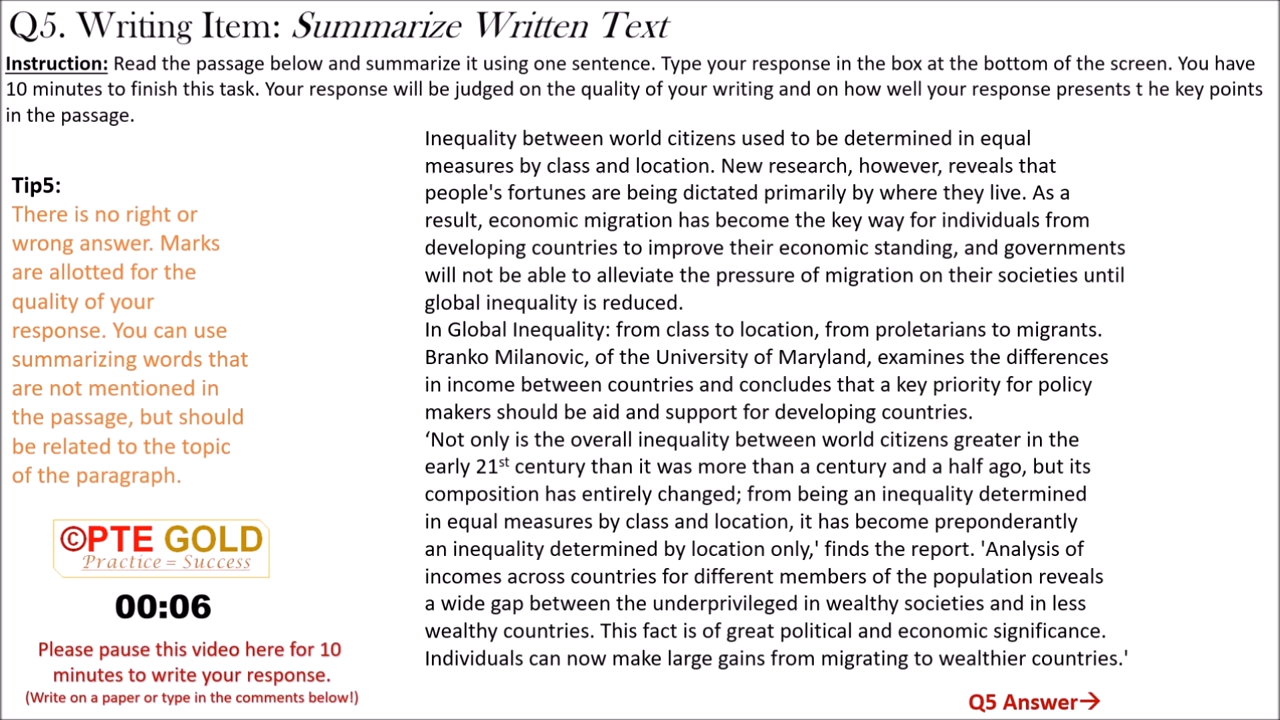 Q5. Writing Item: Summarize Written Text
Instruction: Read the passage below and summarize it using one sentence. Type your response in the box at the bottom of the screen. You have
10 minutes to finish this task. Your response will be judged on the quality of your writing and on how well your response presents t he key points
in the passage.
Tip5:
There is no right or
wrong answer. Marks
are allotted for the
quality of your
response. You can use
summarizing words that
are not mentioned in
the passage, but should
be related to the topic
of the paragraph.
©PTE GOLD
Practice = Success
00:06
Please pause this video here for 10
minutes to write your response.
(Write on a paper or type in the comments below!)
Inequality between world citizens used to be determined in equal
measures by class and location. New research, however, reveals that
people's fortunes are being dictated primarily by where they live. As a
result, economic migration has become the key way for individuals from
developing countries to improve their economic standing, and governments
will not be able to alleviate the pressure of migration on their societies until
global inequality is reduced.
In Global Inequality: from class to location, from proletarians to migrants.
Branko Milanovic, of the University of Maryland, examines the differences
in income between countries and concludes that a key priority for policy
makers should be aid and support for developing countries.
‘Not only is the overall inequality between world citizens greater in the
early 21st century than it was more than a century and a half ago, but its
composition has entirely changed; from being an inequality determined
in equal measures by class and location, it has become preponderantly
an inequality determined by location only,' finds the report. 'Analysis of
incomes across countries for different members of the population reveals
a wide gap between the underprivileged in wealthy societies and in less
wealthy countries. This fact is of great political and economic significance.
Individuals can now make large gains from migrating to wealthier countries.'
Q5 Answer→